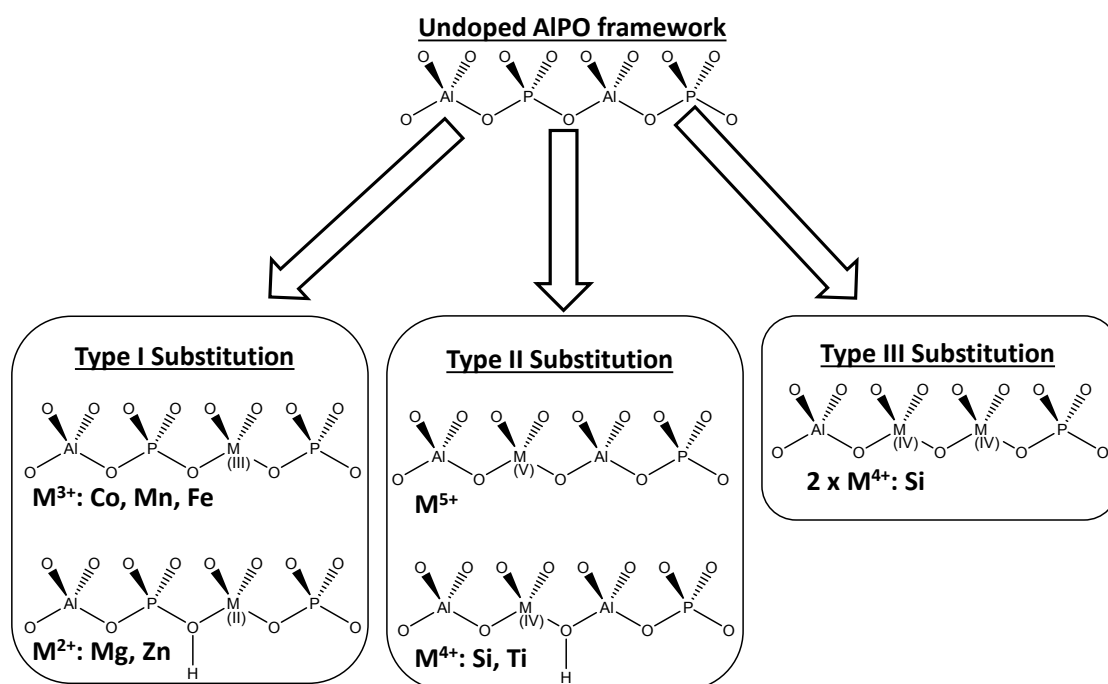 Undoped AlPO framework
O O O O O O O O
Al P Al P
O O O O O
Type I Substitution
O O O O O O O O
Al P M P
(III)
O O O O O
M³⁺: Co, Mn, Fe
O O O O O O O O
Al P M P
(II)
O O O O O
H
M²⁺: Mg, Zn
Type II Substitution
O O O O O O O O
Al M Al P
(V)
O O O O O
M⁵⁺
O O O O O O O O
Al M Al P
(IV)
O O O O O
H
M⁴⁺: Si, Ti
Type III Substitution
O O O O O O O O
Al M M P
(IV) (IV)
O O O O O
2 x M⁴⁺: Si